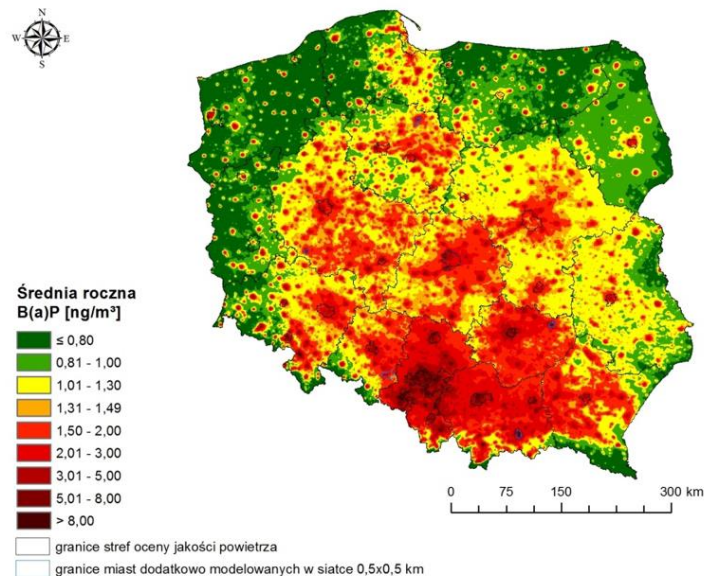 N
W E
S
Średnia roczna
B(a)P [ng/m³]
≤ 0,80
0,81 - 1,00
1,01 - 1,30
1,31 - 1,49
1,50 - 2,00
2,01 - 3,00
3,01 - 5,00
5,01 - 8,00
> 8,00
granice stref oceny jakości powietrza
granice miast dodatkowo modelowanych w siatce 0,5x0,5 km
0 75 150 300 km